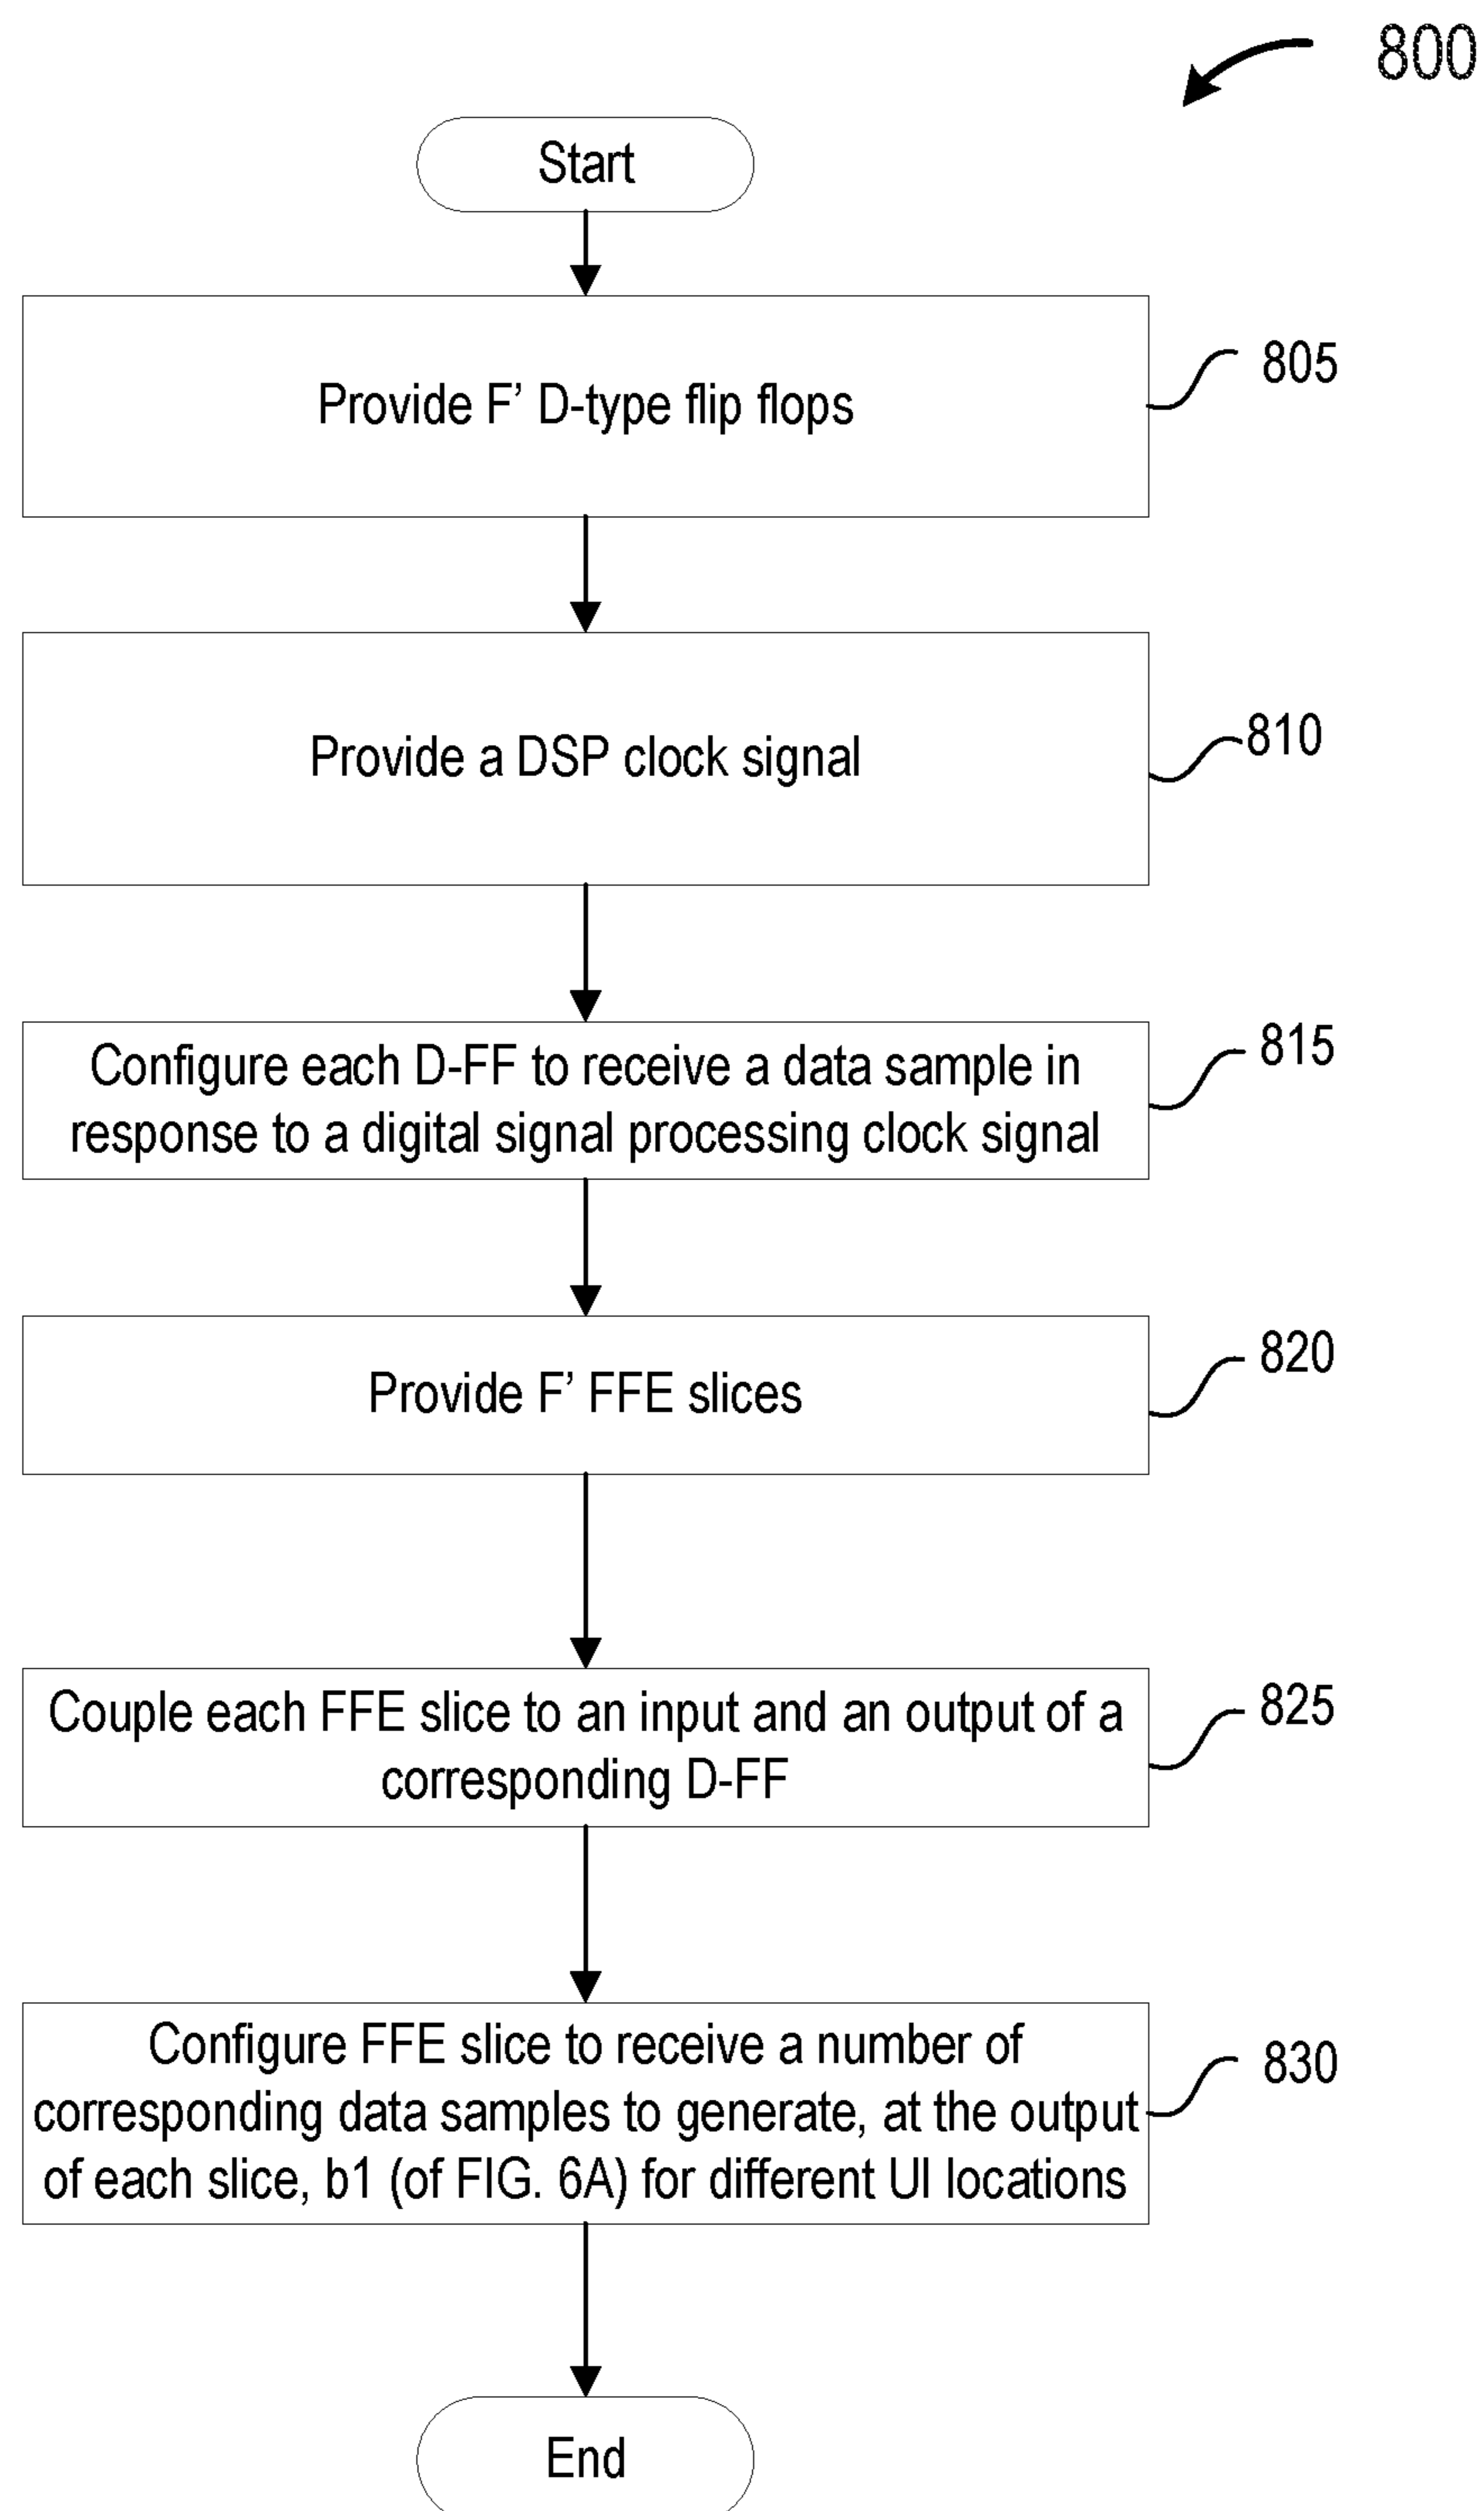 800
Start
Provide F’ D-type flip flops
805
Provide a DSP clock signal
810
Configure each D-FF to receive a data sample in
response to a digital signal processing clock signal
815
Provide F’ FFE slices
820
Couple each FFE slice to an input and an output of a
corresponding D-FF
825
Configure FFE slice to receive a number of
corresponding data samples to generate, at the output
of each slice, b1 (of FIG. 6A) for different UI locations
830
End